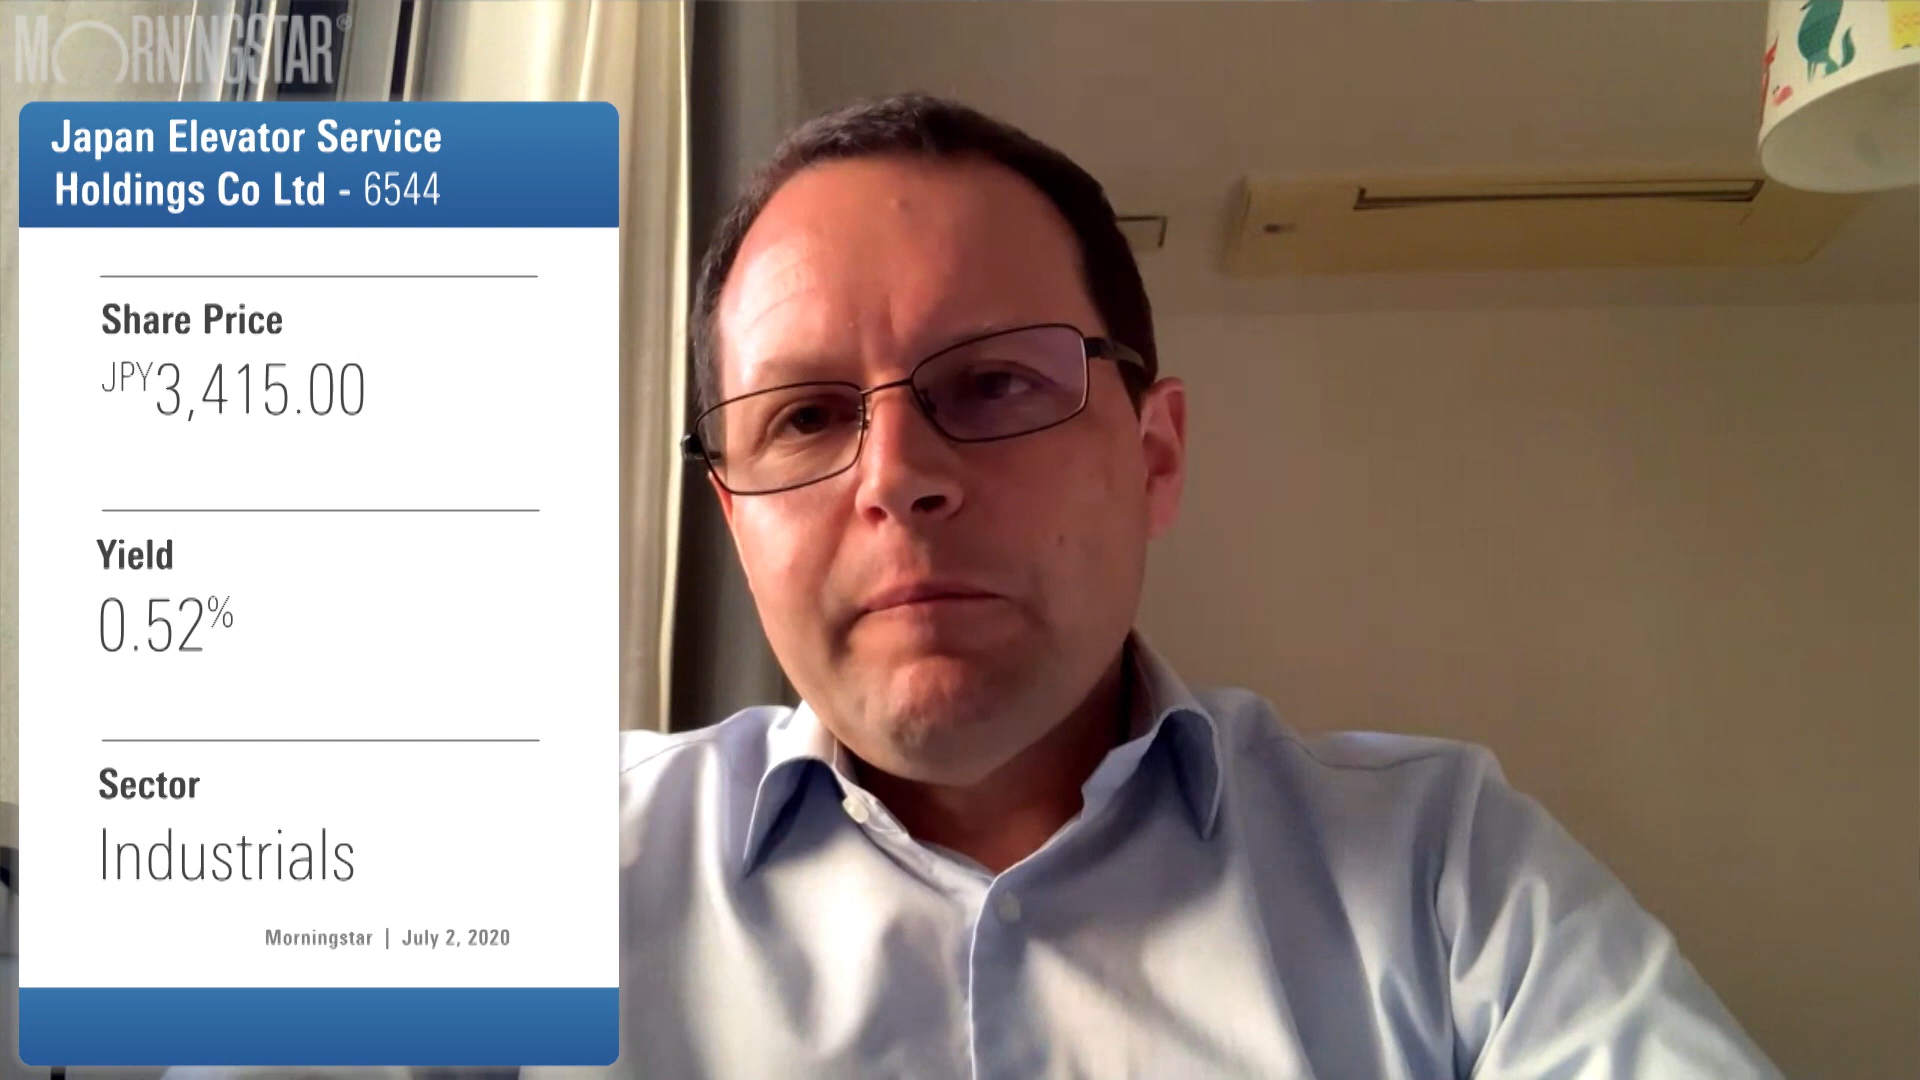 MORNINGSTAR®
Japan Elevator Service
Holdings Co Ltd - 6544
Share Price
JPY3,415.00
Yield
0.52%
Sector
Industrials
Morningstar | July 2, 2020